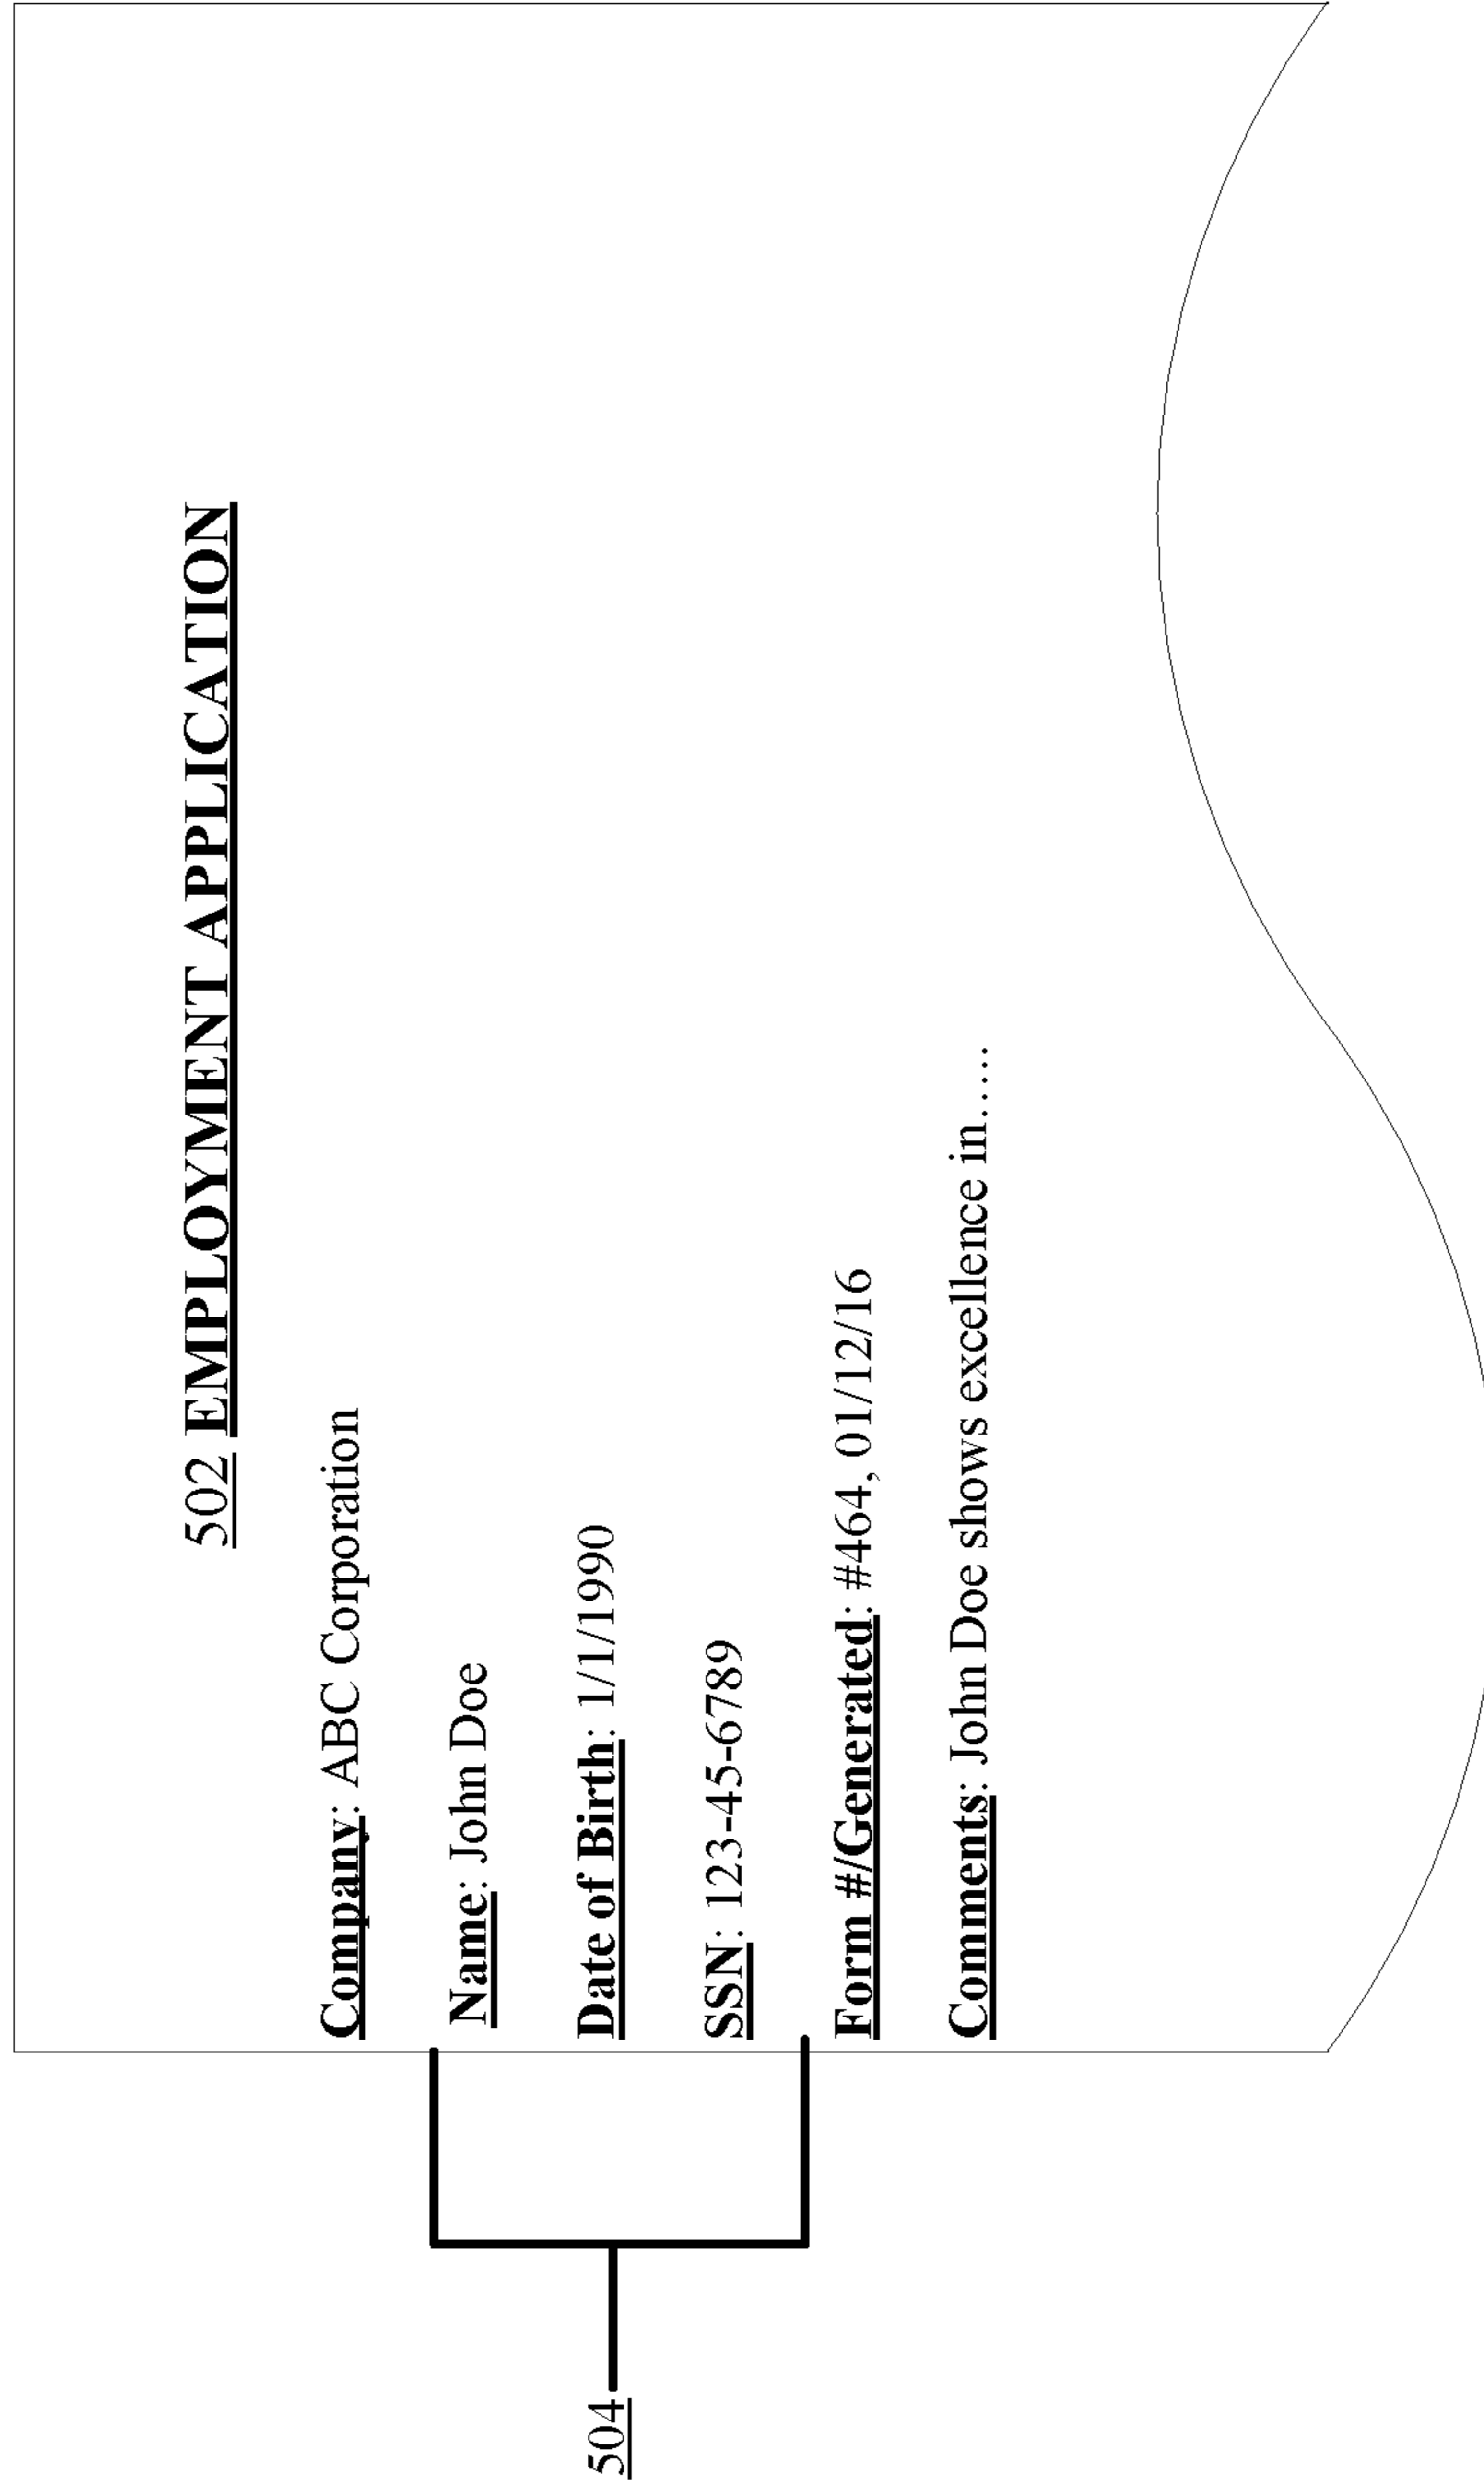 502 EMPLOYMENT APPLICATION
Company: ABC Corporation
Name: John Doe
Date of Birth: 1/1/1990
504
SSN: 123-45-6789
Form #/Generated: #464, 01/12/16
Comments: John Doe shows excellence in.....